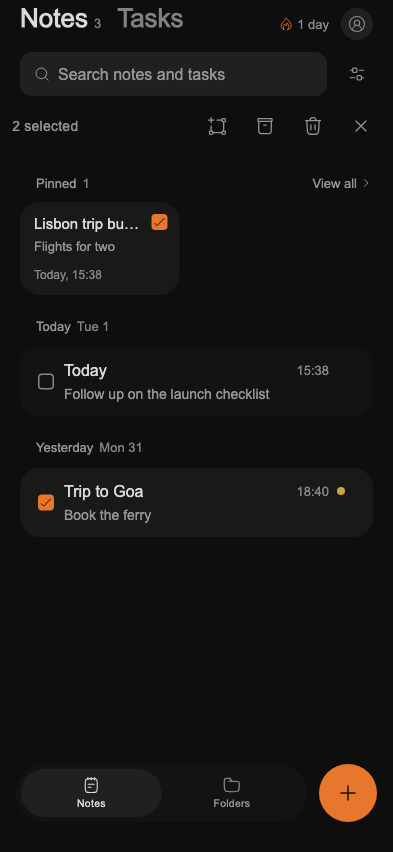 Notes 3 Tasks
1 day
Search notes and tasks
2 selected
Pinned 1
View all
Lisbon trip bu...
Flights for two
Today, 15:38
Today Tue 1
Today 15:38
Follow up on the launch checklist
Yesterday Mon 31
Trip to Goa 18:40
Book the ferry
Notes
Folders